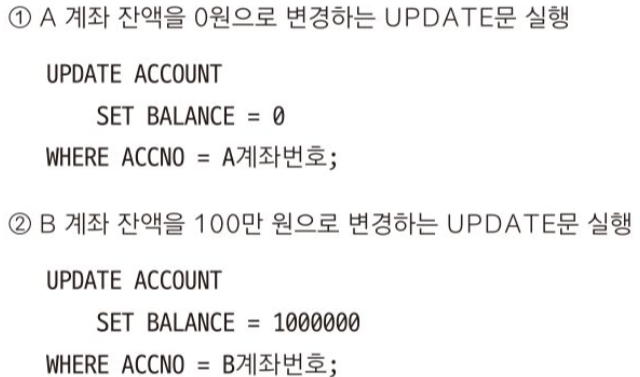 ① A 계좌 잔액을 0원으로 변경하는 UPDATE문 실행
UPDATE ACCOUNT
SET BALANCE = 0
WHERE ACCNO = A계좌번호;
② B 계좌 잔액을 100만 원으로 변경하는 UPDATE문 실행
UPDATE ACCOUNT
SET BALANCE = 1000000
WHERE ACCNO = B계좌번호;